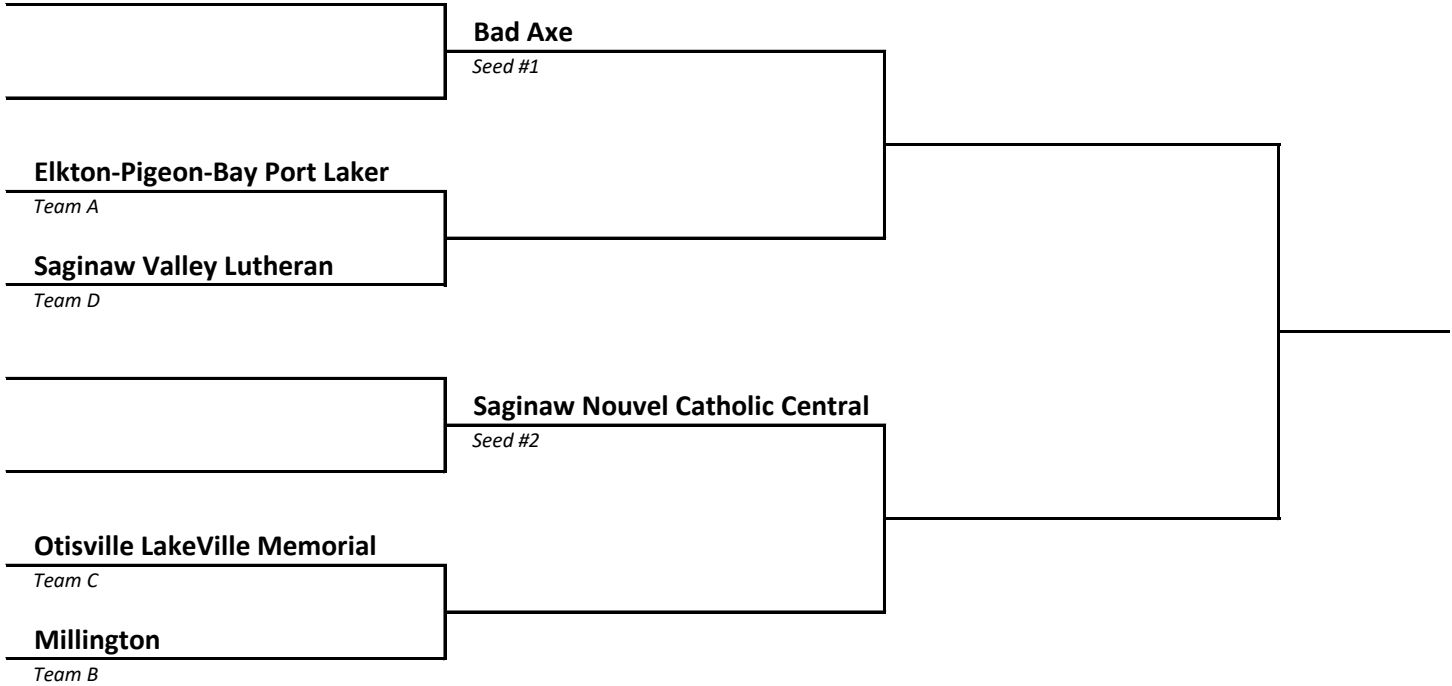 Bad Axe
Seed #1
Elkton-Pigeon-Bay Port Laker
Team A
Saginaw Valley Lutheran
Team D
Saginaw Nouvel Catholic Central
Seed #2
Otisville LakeVille Memorial
Team C
Millington
Team B